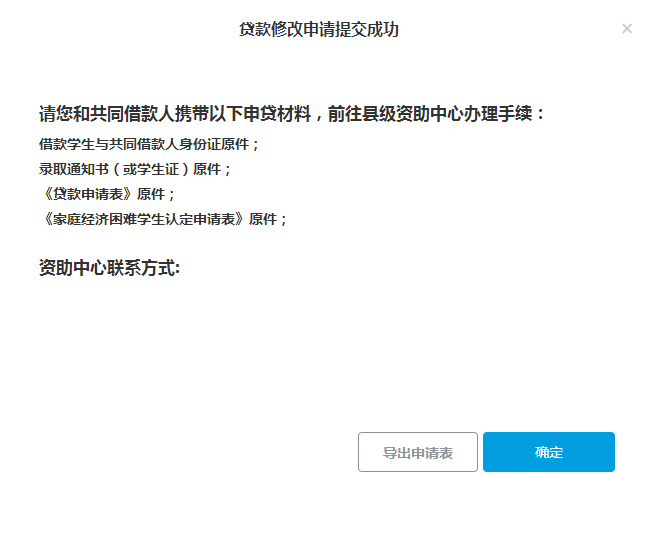 贷款修改申请提交成功
×
请您和共同借款人携带以下申贷材料，前往县级资助中心办理手续：
借款学生与共同借款人身份证原件；
录取通知书（或学生证）原件；
《贷款申请表》原件；
《家庭经济困难学生认定申请表》原件；
资助中心联系方式:
导出申请表
确定